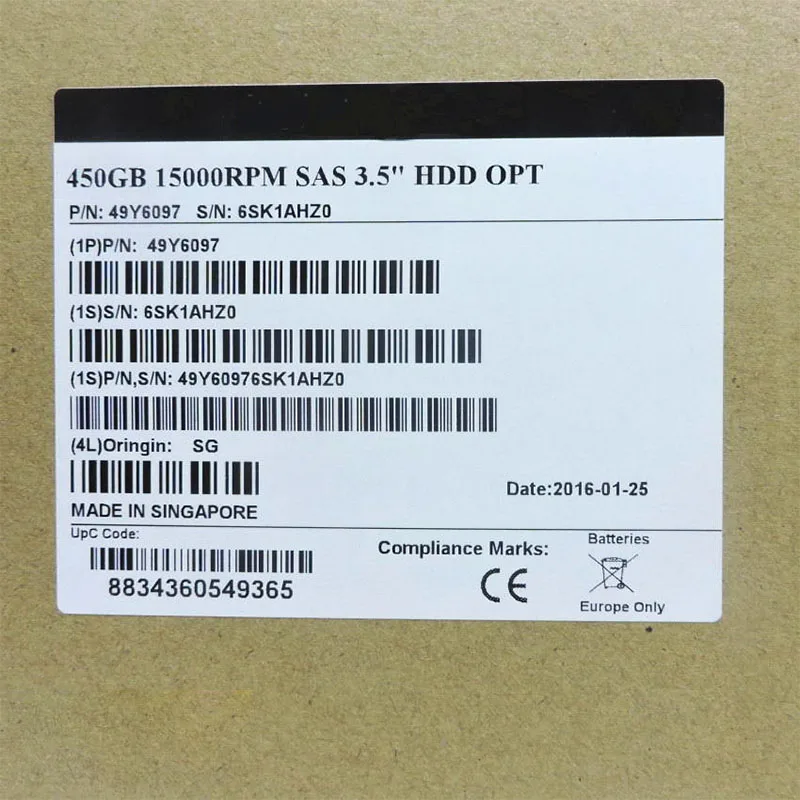 450GB 15000RPM SAS 3.5" HDD OPT
P/N: 49Y6097 S/N: 6SK1AHZ0
(1P)P/N: 49Y6097
(1S)S/N: 6SK1AHZ0
(1S)P/N,S/N: 49Y60976SK1AHZ0
(4L)Oringin: SG
Date:2016-01-25
MADE IN SINGAPORE
UpC Code:
8834360549365
Compliance Marks:
CE
Batteries
Europe Only